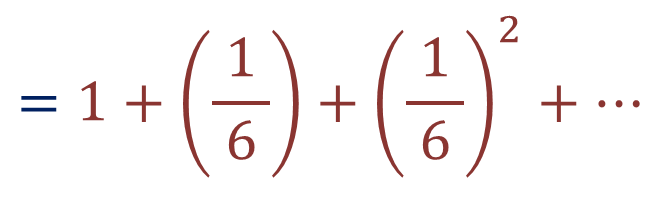 = 1 + (1/6) + (1/6)² + ⋯